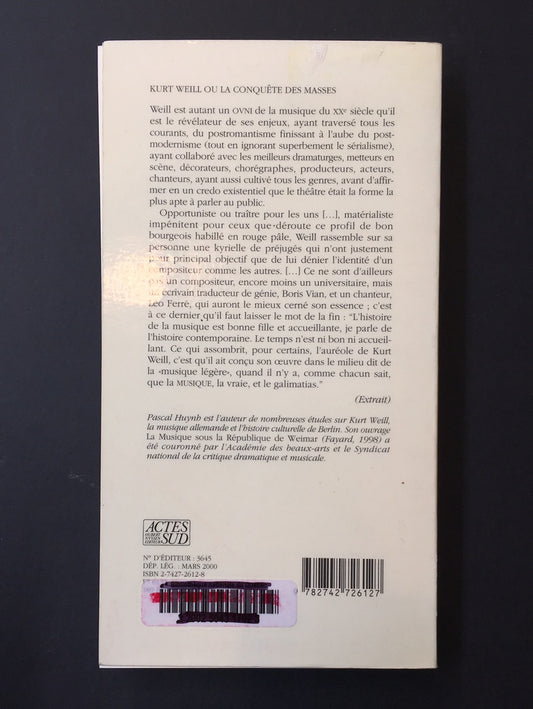 KURT WEILL OU LA CONQUÊTE DES MASSES
Weill est autant un OVNI de la musique du XXe siècle qu'il
est le révélateur de ses enjeux, ayant traversé tous les
courants, du postromantisme finissant à l'aube du post-
modernisme (tout en ignorant superbement le sérialisme),
ayant collaboré avec les meilleurs dramaturges, metteurs en
scène, décorateurs, chorégraphes, producteurs, acteurs,
chanteurs, ayant aussi cultivé tous les genres, avant d'affir-
mer en un credo existentiel que le théâtre était la forme la
plus apte à parler au public.
Opportuniste ou traître pour les uns [...], matérialiste
impénitent pour ceux que déroute ce profil de bon
bourgeois habillé en rouge pâle, Weill rassemble sur sa
personne une kyrielle de préjugés qui n'ont justement
pour principal objectif que de lui dénier l'identité d'un
compositeur comme les autres. [...] Ce ne sont d'ailleurs
pas un compositeur, encore moins un universitaire, mais
un écrivain traducteur de génie, Boris Vian, et un chanteur,
Léo Ferré, qui auront le mieux cerné son essence ; c'est
à ce dernier qu'il faut laisser le mot de la fin : "L'histoire
de la musique est bonne fille et accueillante, je parle de
l'histoire contemporaine. Le temps n'est ni bon ni accueil-
lant. Ce qui assombrit, pour certains, l'auréole de Kurt
Weill, c'est qu'il ait conçu son œuvre dans le milieu dit de
la «musique légère», quand il n'y a, comme chacun sait,
que la MUSIQUE, la vraie, et le galimatias."
(Extrait)
Pascal Huynh est l'auteur de nombreuses études sur Kurt Weill,
la musique allemande et l'histoire culturelle de Berlin. Son ouvrage
La Musique sous la République de Weimar (Fayard, 1998) a
été couronné par l'Académie des beaux-arts et le Syndicat
national de la critique dramatique et musicale.
ACTES
HUBERT NYSSEN ÉDITEUR
SUD
N° D'ÉDITEUR : 3645
DÉP. LÉG. : MARS 2000
ISBN 2-7427-2612-8
9 782742 726127